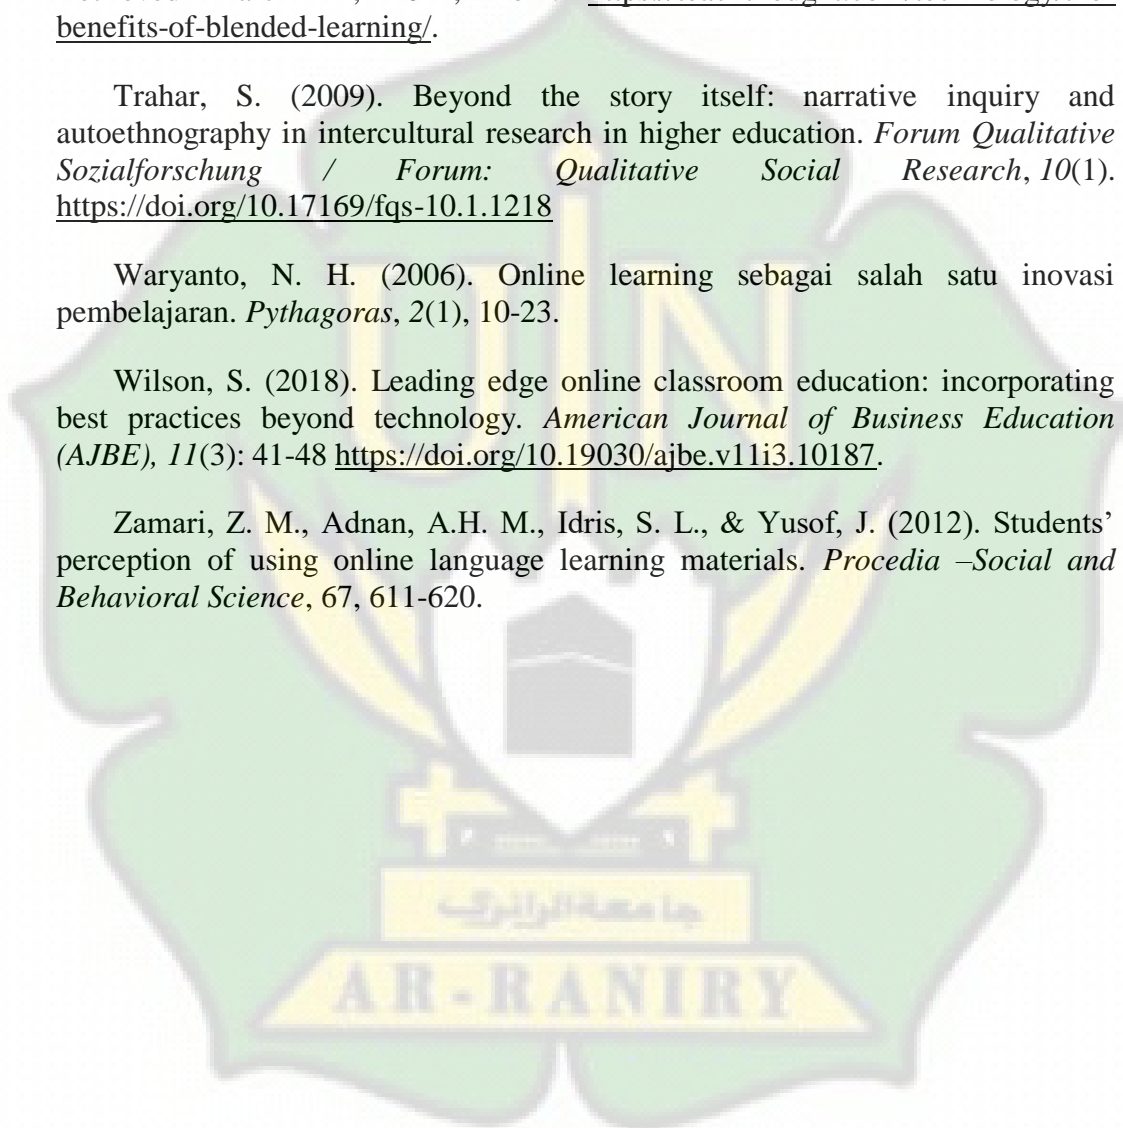 benefits-of-blended-learning/.
Trahar, S. (2009). Beyond the story itself: narrative inquiry and
autoethnography in intercultural research in higher education. Forum Qualitative
Sozialforschung / Forum: Qualitative Social Research, 10(1).
https://doi.org/10.17169/fqs-10.1.1218
Waryanto, N. H. (2006). Online learning sebagai salah satu inovasi
pembelajaran. Pythagoras, 2(1), 10-23.
Wilson, S. (2018). Leading edge online classroom education: incorporating
best practices beyond technology. American Journal of Business Education
(AJBE), 11(3): 41-48 https://doi.org/10.19030/ajbe.v11i3.10187.
Zamari, Z. M., Adnan, A.H. M., Idris, S. L., & Yusof, J. (2012). Students’
perception of using online language learning materials. Procedia –Social and
Behavioral Science, 67, 611-620.
UIN
جامعة الرانري
AR-RANIRY